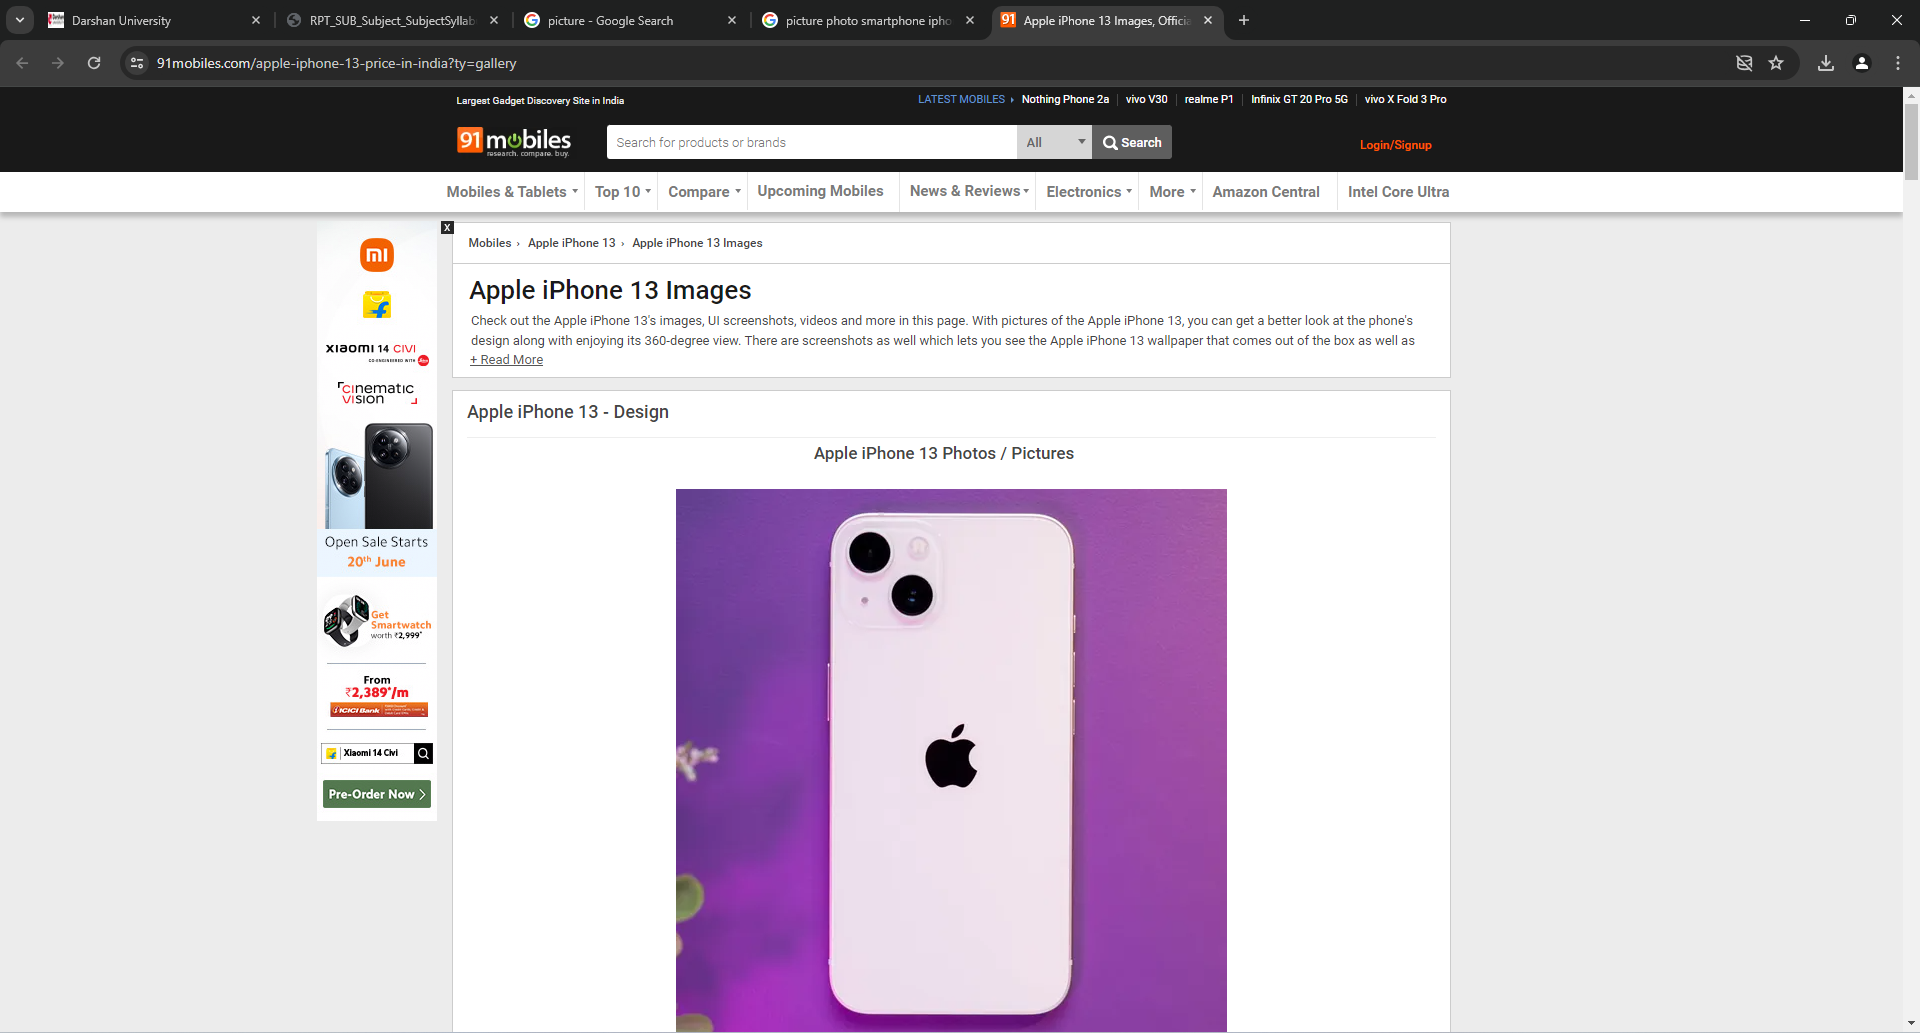 Darshan University
RPT_SUB_Subject_SubjectSyllab
picture - Google Search
picture photo smartphone ipho
91 Apple iPhone 13 Images, Officia
91mobiles.com/apple-iphone-13-price-in-india?ty=gallery
Largest Gadget Discovery Site in India
LATEST MOBILES › Nothing Phone 2a | vivo V30 | realme P1 | Infinix GT 20 Pro 5G | vivo X Fold 3 Pro
91 mobiles
research. compare. buy.
Search for products or brands
All
Search
Login/Signup
Mobiles & Tablets
Top 10
Compare
Upcoming Mobiles
News & Reviews
Electronics
More
Amazon Central
Intel Core Ultra
X
Mobiles › Apple iPhone 13 › Apple iPhone 13 Images
Apple iPhone 13 Images
Check out the Apple iPhone 13's images, UI screenshots, videos and more in this page. With pictures of the Apple iPhone 13, you can get a better look at the phone's
design along with enjoying its 360-degree view. There are screenshots as well which lets you see the Apple iPhone 13 wallpaper that comes out of the box as well as
+ Read More
Apple iPhone 13 - Design
Apple iPhone 13 Photos / Pictures
mi
XIAOMI 14 CIVI
CO-ENGINEERED WITH
CINEMATIC
VISION
Open Sale Starts
20th June
Get
Smartwatch
worth ₹2,999*
From
₹2,389*/m
ICICI Bank
Xiaomi 14 Civi
Pre-Order Now >